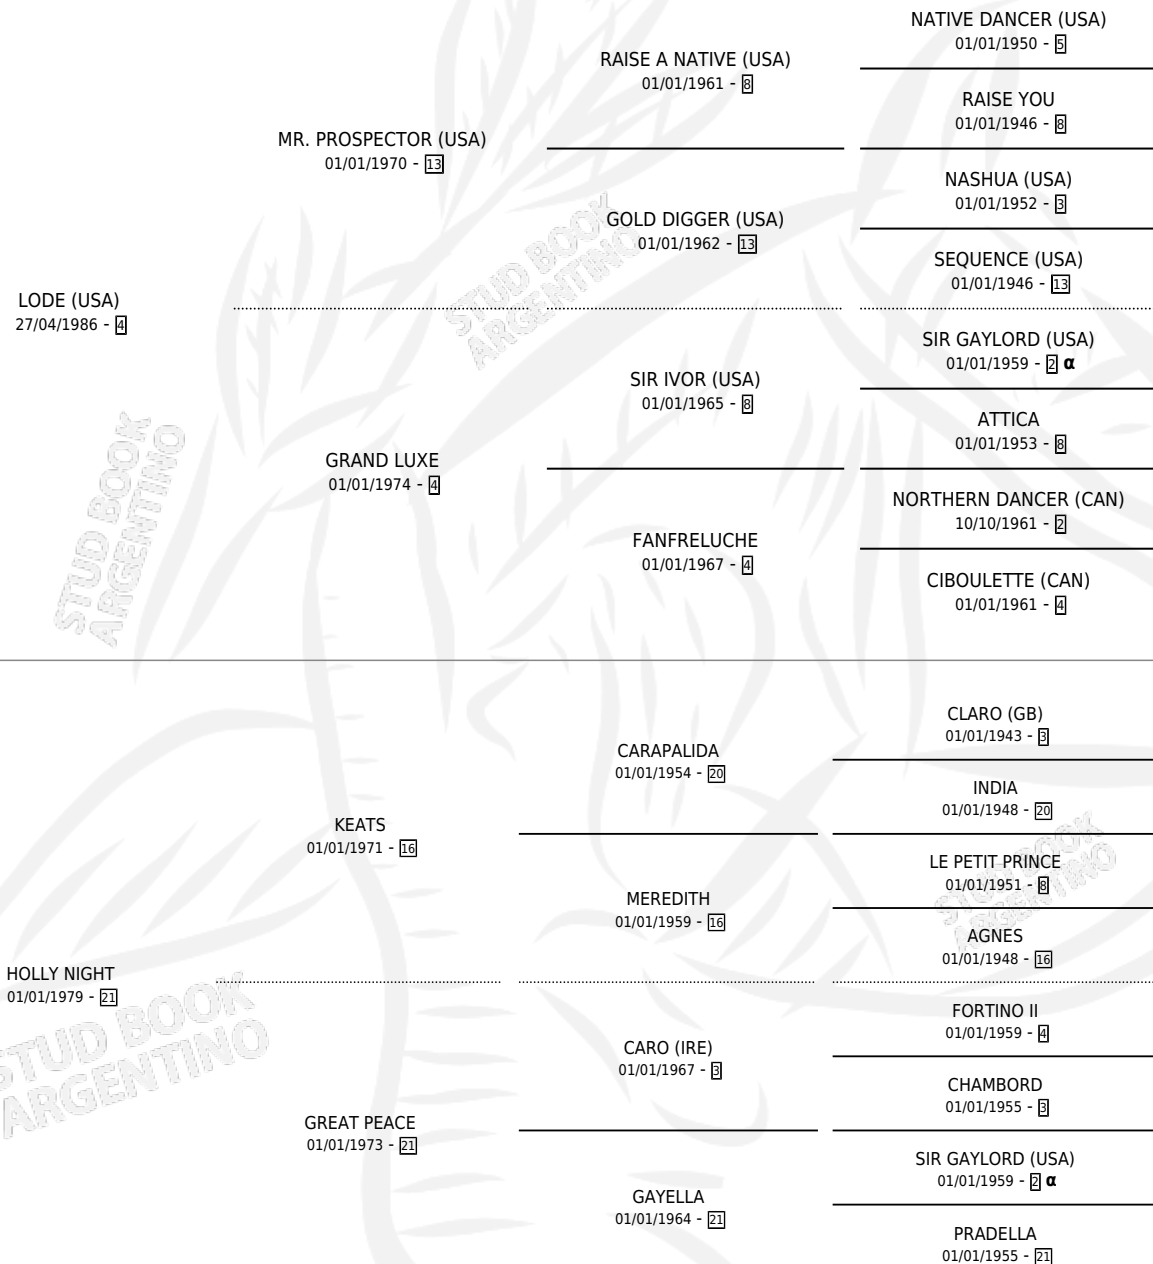 NATIVE DANCER (USA)
01/01/1950 - 5
RAISE A NATIVE (USA)
01/01/1961 - 8
RAISE YOU
01/01/1946 - 8
MR. PROSPECTOR (USA)
01/01/1970 - 13
NASHUA (USA)
01/01/1952 - 3
GOLD DIGGER (USA)
01/01/1962 - 13
SEQUENCE (USA)
01/01/1946 - 13
LODE (USA)
27/04/1986 - 4
SIR GAYLORD (USA)
01/01/1959 - 2 α
SIR IVOR (USA)
01/01/1965 - 8
ATTICA
01/01/1953 - 8
GRAND LUXE
01/01/1974 - 4
NORTHERN DANCER (CAN)
10/10/1961 - 2
FANFRELUCHE
01/01/1967 - 4
CIBOULETTE (CAN)
01/01/1961 - 4
CLARO (GB)
01/01/1943 - 3
CARAPALIDA
01/01/1954 - 20
INDIA
01/01/1948 - 20
KEATS
01/01/1971 - 16
LE PETIT PRINCE
01/01/1951 - 8
MEREDITH
01/01/1959 - 16
AGNES
01/01/1948 - 16
HOLLY NIGHT
01/01/1979 - 21
FORTINO II
01/01/1959 - 4
CARO (IRE)
01/01/1967 - 3
CHAMBORD
01/01/1955 - 3
GREAT PEACE
01/01/1973 - 21
SIR GAYLORD (USA)
01/01/1959 - 2 α
GAYELLA
01/01/1964 - 21
PRADELLA
01/01/1955 - 21
STUD BOOK
ARGENTINO
STUD BOOK
ARGENTINO
STUD BOOK
ARGENTINO
STUD BOOK
ARGENTINO